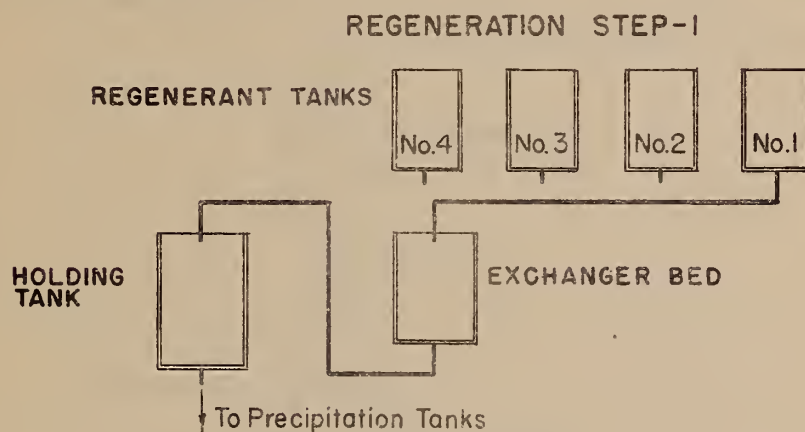 REGENERATION STEP-1
REGENERANT TANKS
No.4 No.3 No.2 No.1
HOLDING
TANK
EXCHANGER BED
To Precipitation Tanks